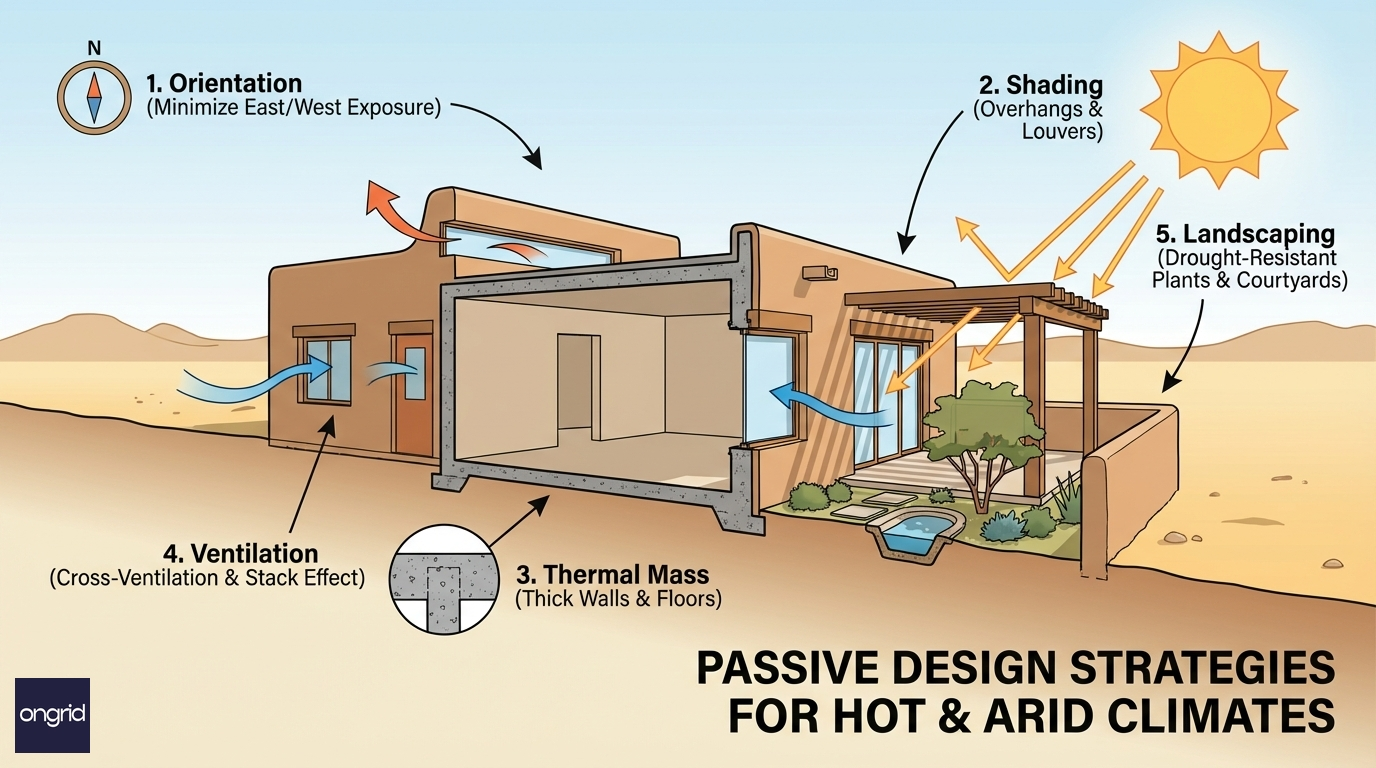 N
1. Orientation
(Minimize East/West Exposure)
2. Shading
(Overhangs &
Louvers)
5. Landscaping
(Drought-Resistant
Plants & Courtyards)
4. Ventilation
(Cross-Ventilation & Stack Effect)
3. Thermal Mass
(Thick Walls & Floors)
PASSIVE DESIGN STRATEGIES
FOR HOT & ARID CLIMATES
ongrid